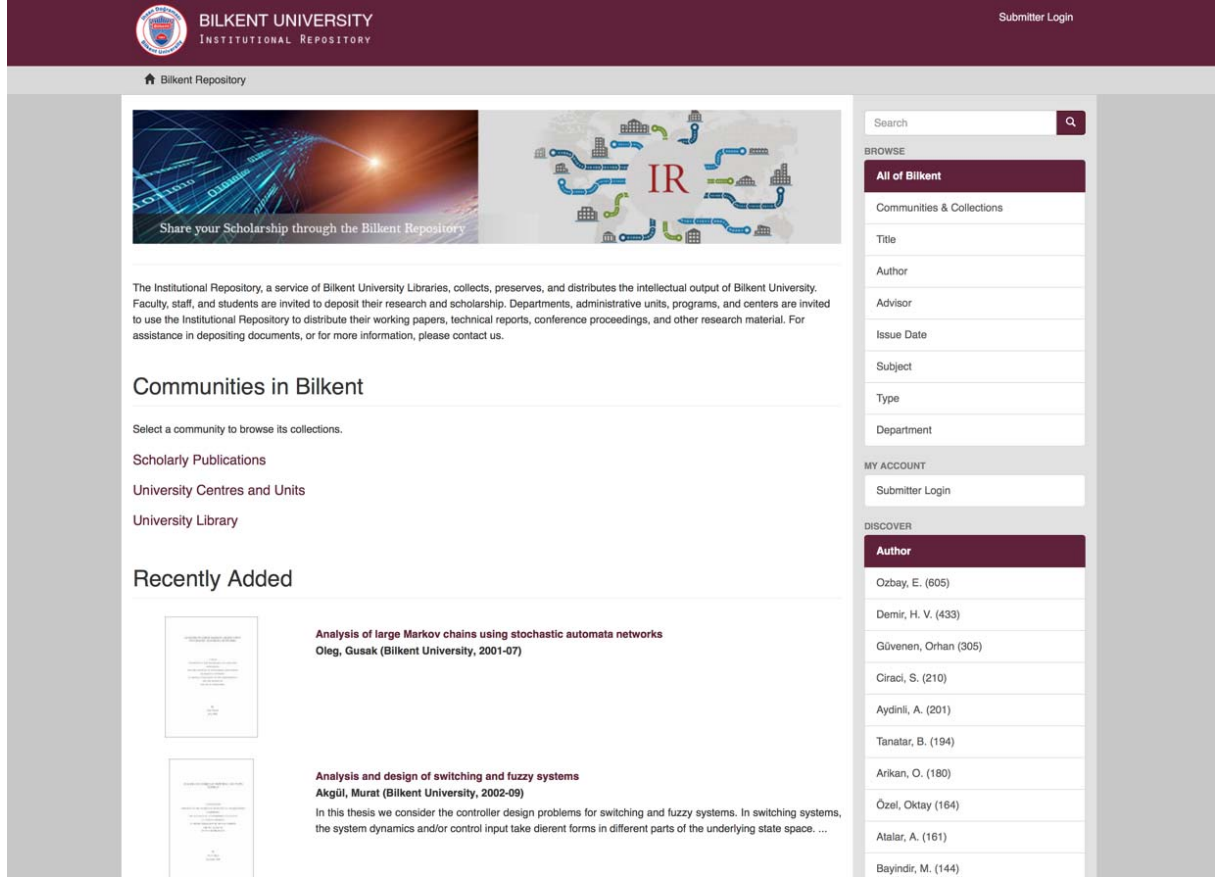 BILKENT UNIVERSITY
INSTITUTIONAL REPOSITORY
Submitter Login
Bilkent Repository
Share your Scholarship through the Bilkent Repository
IR
The Institutional Repository, a service of Bilkent University Libraries, collects, preserves, and distributes the intellectual output of Bilkent University.
Faculty, staff, and students are invited to deposit their research and scholarship. Departments, administrative units, programs, and centers are invited
to use the Institutional Repository to distribute their working papers, technical reports, conference proceedings, and other research material. For
assistance in depositing documents, or for more information, please contact us.
Communities in Bilkent
Select a community to browse its collections.
Scholarly Publications
University Centres and Units
University Library
Recently Added
Analysis of large Markov chains using stochastic automata networks
Oleg, Gusak (Bilkent University, 2001-07)
Analysis and design of switching and fuzzy systems
Akgül, Murat (Bilkent University, 2002-09)
In this thesis we consider the controller design problems for switching and fuzzy systems. In switching systems,
the system dynamics and/or control input take dierent forms in different parts of the underlying state space. ...
Search
BROWSE
All of Bilkent
Communities & Collections
Title
Author
Advisor
Issue Date
Subject
Type
Department
MY ACCOUNT
Submitter Login
DISCOVER
Author
Ozbay, E. (605)
Demir, H. V. (433)
Güvenen, Orhan (305)
Ciraci, S. (210)
Aydinli, A. (201)
Tanatar, B. (194)
Arikan, O. (180)
Özel, Oktay (164)
Atalar, A. (161)
Bayindir, M. (144)